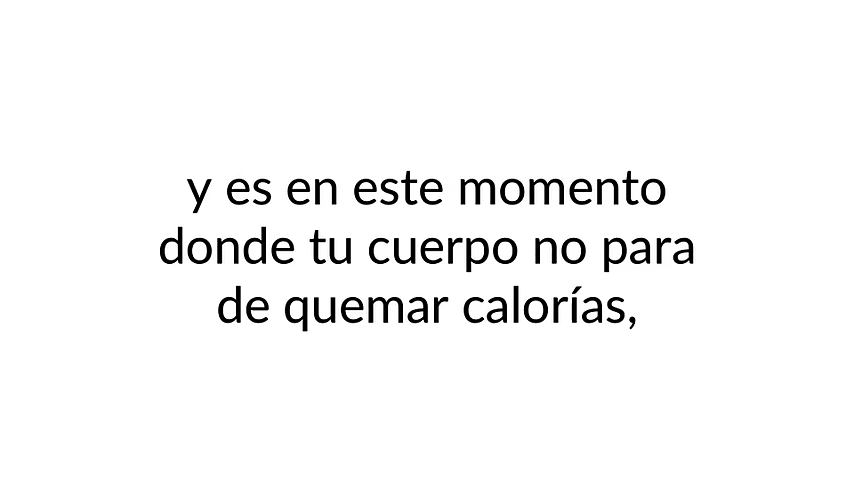 y es en este momento
donde tu cuerpo no para
de quemar calorías,